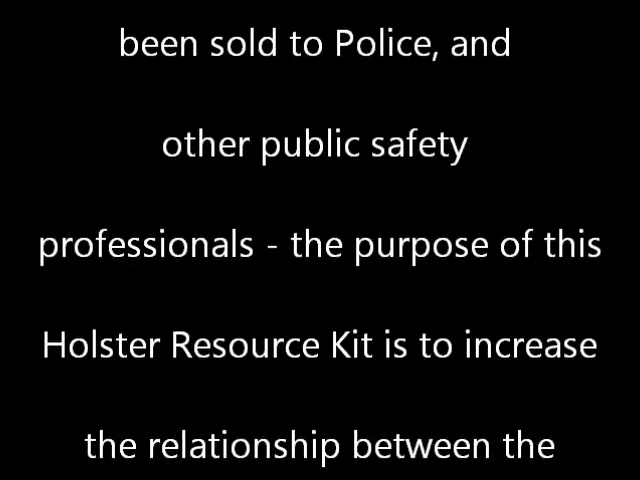 been sold to Police, and
other public safety
professionals - the purpose of this
Holster Resource Kit is to increase
the relationship between the